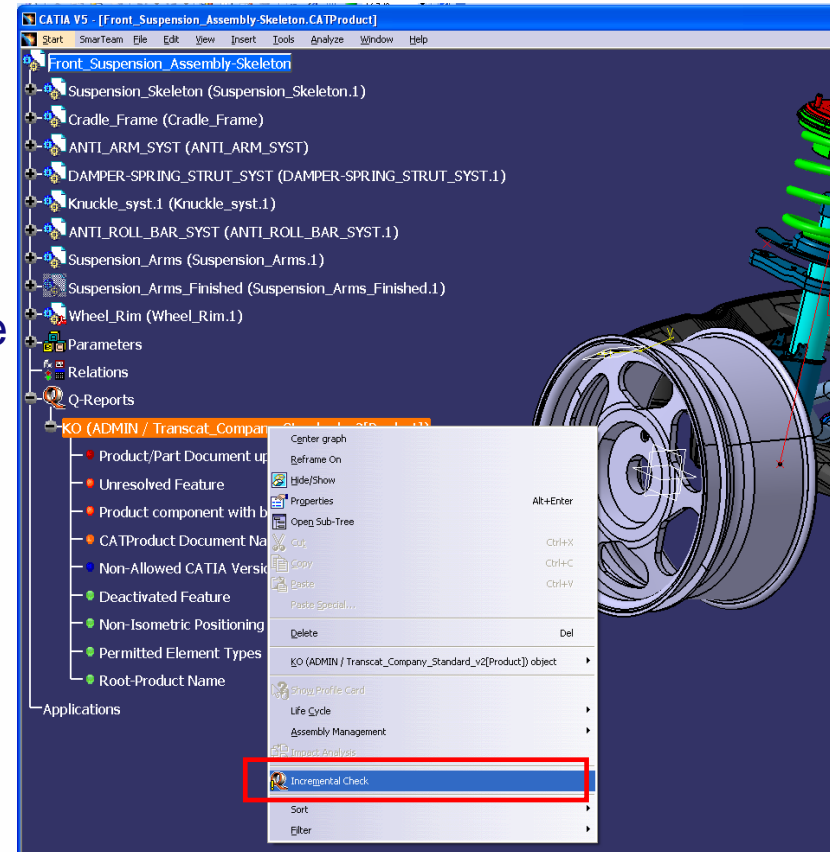 CATIA V5 - [Front_Suspension_Assembly-Skeleton.CATProduct]
Start SmarTeam File Edit View Insert Tools Analyze Window Help
Front_Suspension_Assembly-Skeleton
Suspension_Skeleton (Suspension_Skeleton.1)
Cradle_Frame (Cradle_Frame)
ANTI_ARM_SYST (ANTI_ARM_SYST)
DAMPER-SPRING_STRUT_SYST (DAMPER-SPRING_STRUT_SYST.1)
Knuckle_syst.1 (Knuckle_syst.1)
ANTI_ROLL_BAR_SYST (ANTI_ROLL_BAR_SYST.1)
Suspension_Arms (Suspension_Arms.1)
Suspension_Arms_Finished (Suspension_Arms_Finished.1)
e
Wheel_Rim (Wheel_Rim.1)
Parameters
Relations
Q-Reports
KO (ADMIN / Transcat_Company_Standard_v2[Product])
Product/Part Document up
Unresolved Feature
Product component with b
CATProduct Document Na
Non-Allowed CATIA Versio
Deactivated Feature
Non-Isometric Positioning
Permitted Element Types
Root-Product Name
Applications
Center graph
Reframe On
Hide/Show
Properties Alt+Enter
Open Sub-Tree
Cut Ctrl+X
Copy Ctrl+C
Paste Ctrl+V
Paste Special...
Delete Del
KO (ADMIN / Transcat_Company_Standard_v2[Product]) object
Show Profile Card
Life Cycle
Assembly Management
Impact Analysis
Incremental Check
Sort
Filter
y